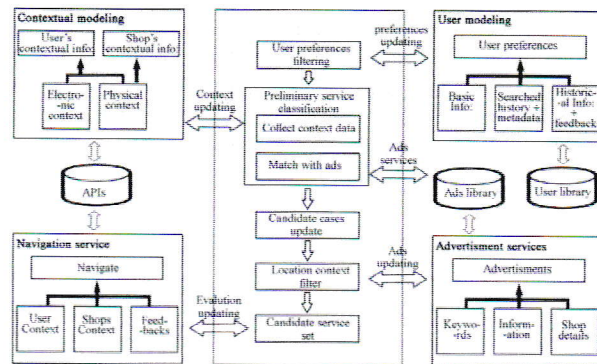 Contextual modeling
User's
contextual info:
Shop's
contextual info
Electro-
-nic
context
Physical
context
APIs
Navigation service
Navigate
User
Context
Shops
Context
Feed-
-backs
Context
updating
Evalution
updating
User preferences
filtering
Preliminary service
classification
Collect context data
Match with ads
Candidate cases
update
Location context
filter
Candidate service
set
preferences
updating
Ads
services
Ads
updating
User modeling
User preferences
Basic
Info:
Searched
history +
metadata
Historic-
-al Info:
+
feedback
Ads library
User library
Advertisment services
Advertisments
Keywo-
-rds
Inform-
-ation
Shop
details